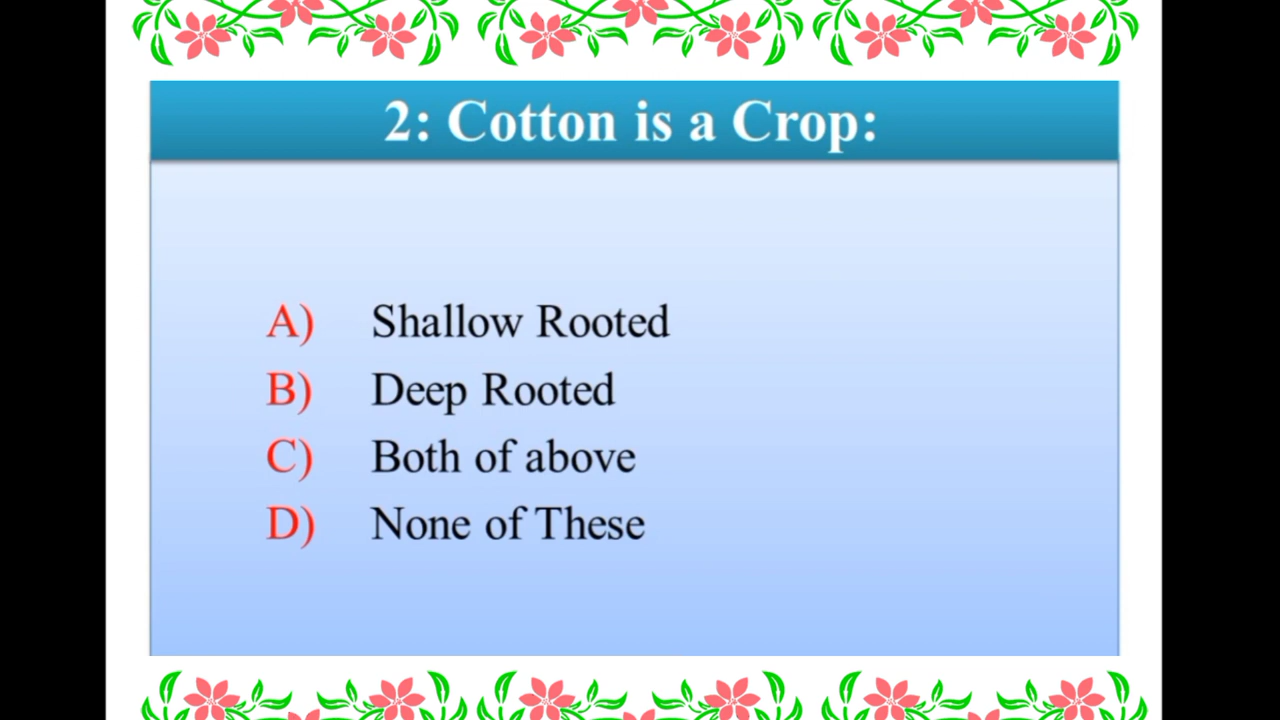 2: Cotton is a Crop:
A) Shallow Rooted
B) Deep Rooted
C) Both of above
D) None of These